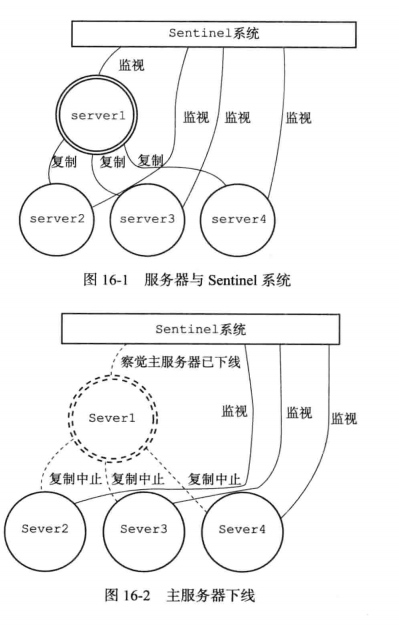 Sentinel系统
监视
server1
监视 监视 监视
复制 复制 复制
server2 server3 server4
图 16-1 服务器与 Sentinel 系统
Sentinel系统
察觉主服务器已下线
Sever1
监视 监视 监视
复制中止 复制中止 复制中止
Sever2 Sever3 Sever4
图 16-2 主服务器下线